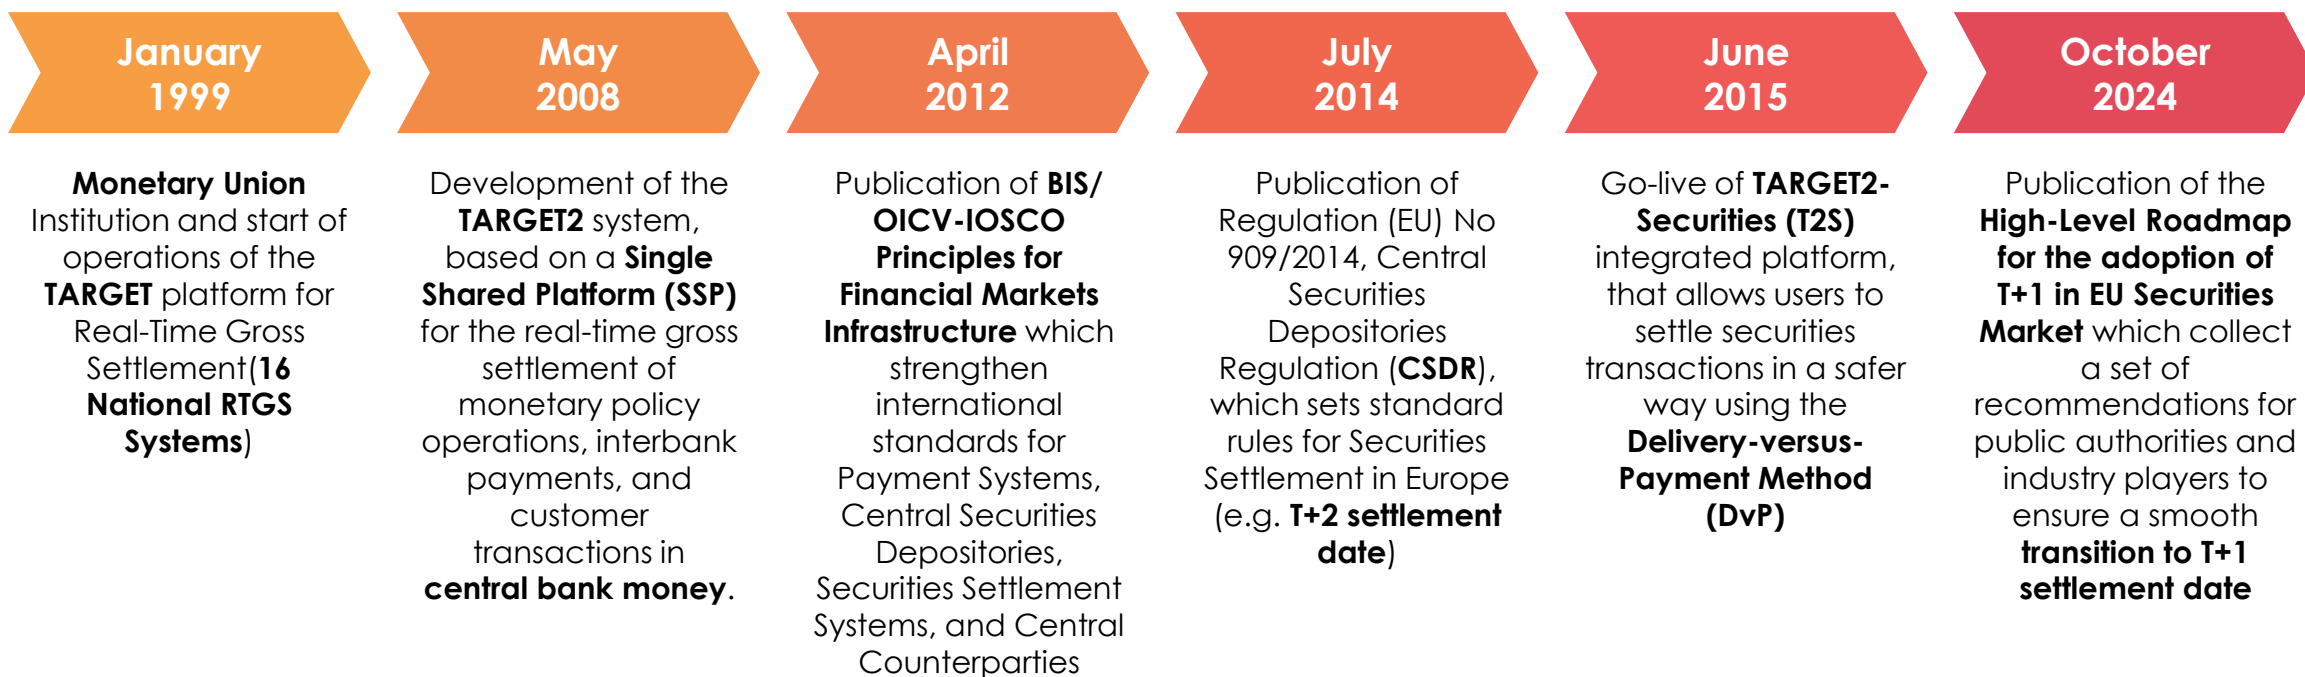 January
1999
Monetary Union
Institution and start of
operations of the
TARGET platform for
Real-Time Gross
Settlement(16
National RTGS
Systems)
May
2008
Development of the
TARGET2 system,
based on a Single
Shared Platform (SSP)
for the real-time gross
settlement of
monetary policy
operations, interbank
payments, and
customer
transactions in
central bank money.
April
2012
Publication of BIS/
OICV-IOSCO
Principles for
Financial Markets
Infrastructure which
strengthen
international
standards for
Payment Systems,
Central Securities
Depositories,
Securities Settlement
Systems, and Central
Counterparties
July
2014
Publication of
Regulation (EU) No
909/2014, Central
Securities
Depositories
Regulation (CSDR),
which sets standard
rules for Securities
Settlement in Europe
(e.g. T+2 settlement
date)
June
2015
Go-live of TARGET2-
Securities (T2S)
integrated platform,
that allows users to
settle securities
transactions in a safer
way using the
Delivery-versus-
Payment Method
(DvP)
October
2024
Publication of the
High-Level Roadmap
for the adoption of
T+1 in EU Securities
Market which collect
a set of
recommendations for
public authorities and
industry players to
ensure a smooth
transition to T+1
settlement date